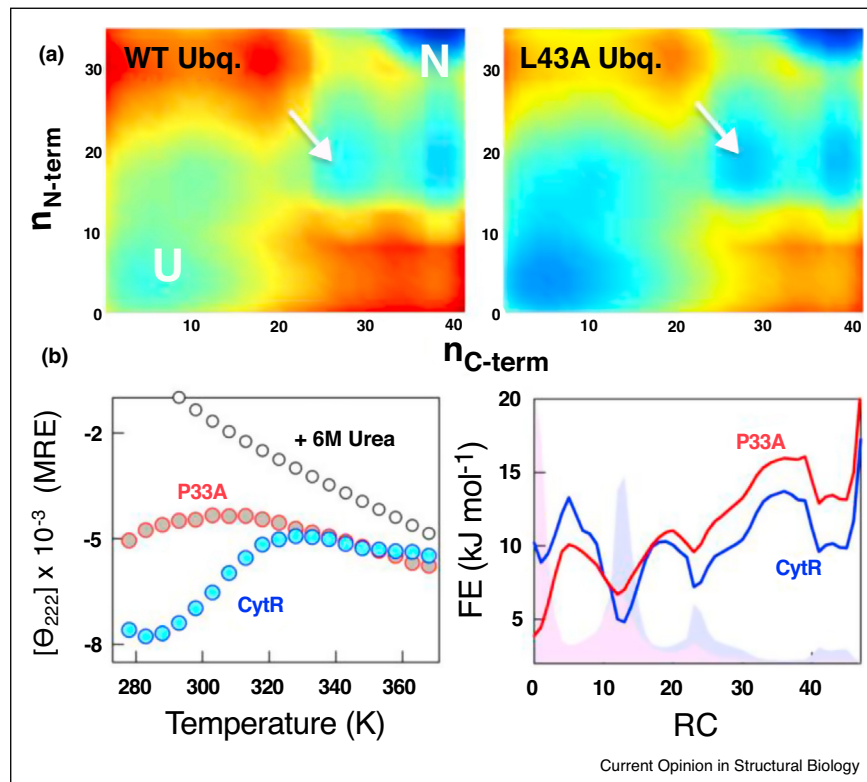 (a)
WT Ubq.
N
L43A Ubq.
30
20
10
0
U
nN-term
10
20
30
40
30
20
10
0
10
20
30
40
nC-term
(b)
-2
-5
-8
[Θ222] x 10-3 (MRE)
+ 6M Urea
P33A
CytR
280
300
320
340
360
Temperature (K)
20
15
10
5
FE (kJ mol-1)
P33A
CytR
0
10
20
30
40
RC
Current Opinion in Structural Biology